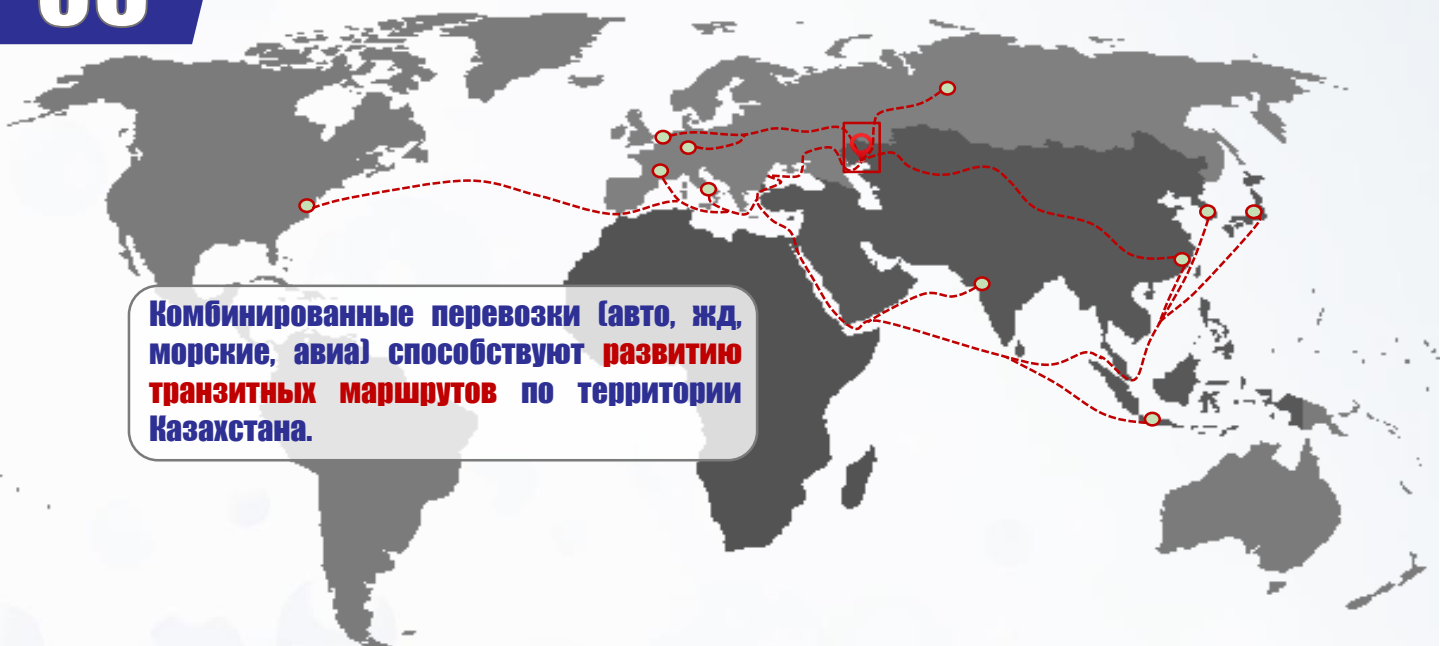 Комбинированные перевозки (авто, жд,
морские, авиа) способствуют развитию
транзитных маршрутов по территории
Казахстана.